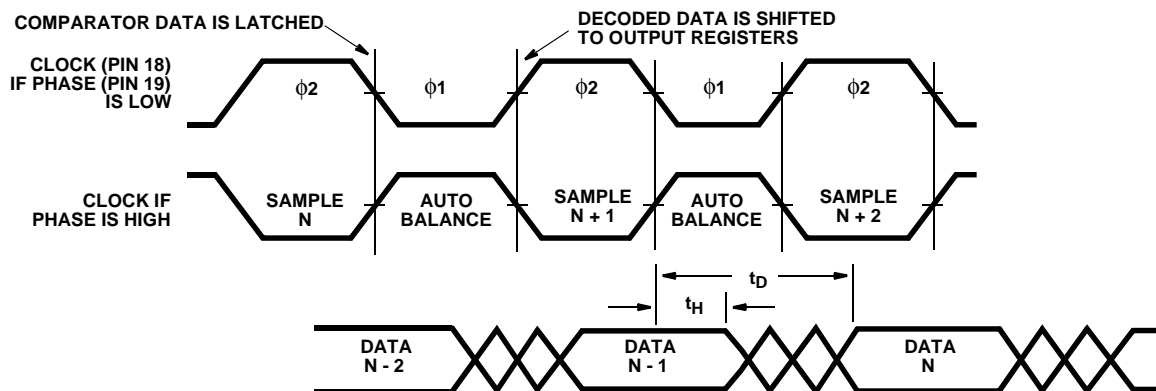 COMPARATOR DATA IS LATCHED
DECODED DATA IS SHIFTED
TO OUTPUT REGISTERS
CLOCK (PIN 18)
IF PHASE (PIN 19)
IS LOW
ϕ2
ϕ1
ϕ2
ϕ1
ϕ2
CLOCK IF
PHASE IS HIGH
SAMPLE
N
AUTO
BALANCE
SAMPLE
N + 1
AUTO
BALANCE
SAMPLE
N + 2
tD
tH
DATA
N - 2
DATA
N - 1
DATA
N